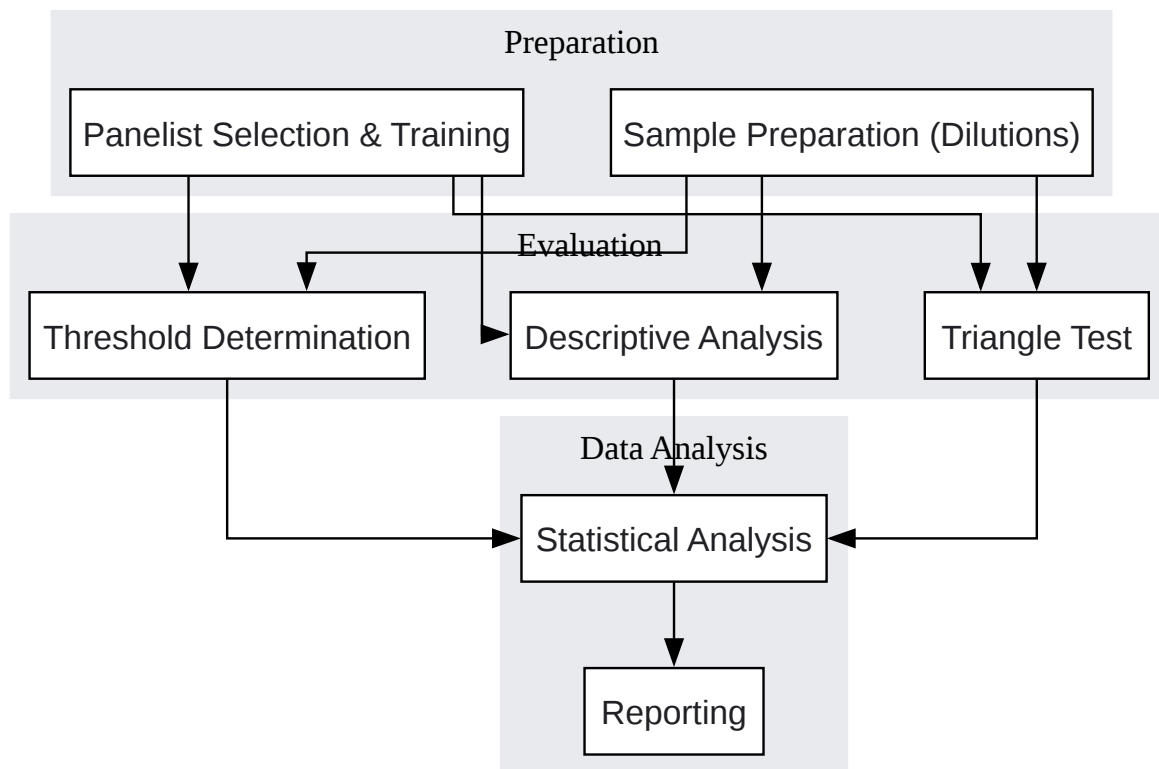 Preparation
Panelist Selection & Training
Sample Preparation (Dilutions)
Evaluation
Threshold Determination
Descriptive Analysis
Triangle Test
Data Analysis
Statistical Analysis
Reporting